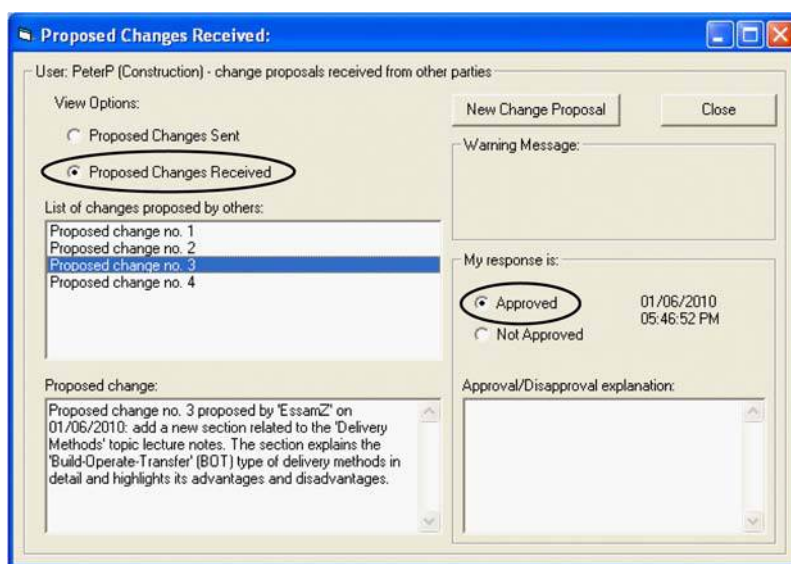 Proposed Changes Received:
User: PeterP (Construction) - change proposals received from other parties
View Options:
Proposed Changes Sent
Proposed Changes Received
List of changes proposed by others:
Proposed change no. 1
Proposed change no. 2
Proposed change no. 3
Proposed change no. 4
Proposed change:
Proposed change no. 3 proposed by 'EssamZ' on
01/06/2010: add a new section related to the 'Delivery
Methods' topic lecture notes. The section explains the
'Build-Operate-Transfer' (BOT) type of delivery methods in
detail and highlights its advantages and disadvantages.
New Change Proposal
Close
Warning Message:
My response is:
Approved
01/06/2010
05:46:52 PM
Not Approved
Approval/Disapproval explanation: